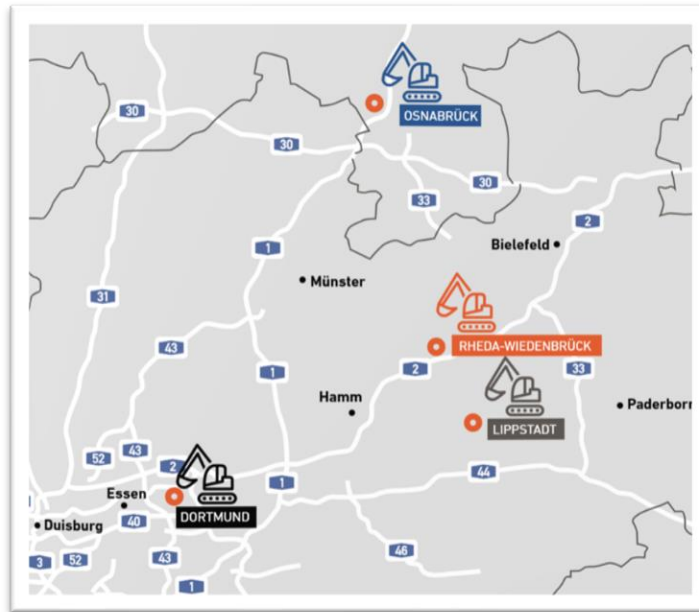 OSNABRÜCK
30
30
30
33
2
Bielefeld
1
Münster
31
RHEDA-WIEDENBRÜCK
43
1
2
33
Hamm
LIPPSTADT
Paderborn
43
52
2
44
Essen
1
DORTMUND
Duisburg
40
46
3
52
43
1